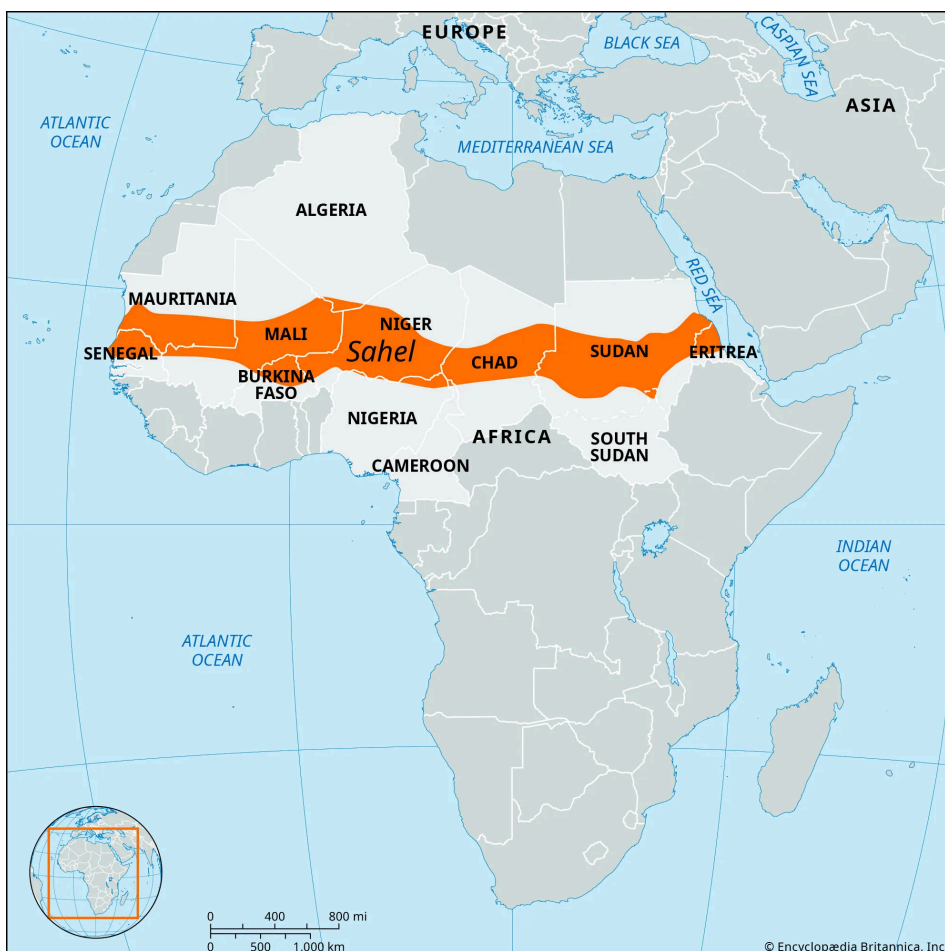 EUROPE
BLACK SEA
CASPIAN SEA
ASIA
ATLANTIC
OCEAN
MEDITERRANEAN SEA
ALGERIA
RED SEA
MAURITANIA
MALI
NIGER
Sahel
SENEGAL
CHAD
SUDAN
ERITREA
BURKINA
FASO
NIGERIA
AFRICA
SOUTH
SUDAN
CAMEROON
INDIAN
OCEAN
ATLANTIC
OCEAN
0 400 800 mi
0 500 1,000 km
© Encyclopædia Britannica, Inc.